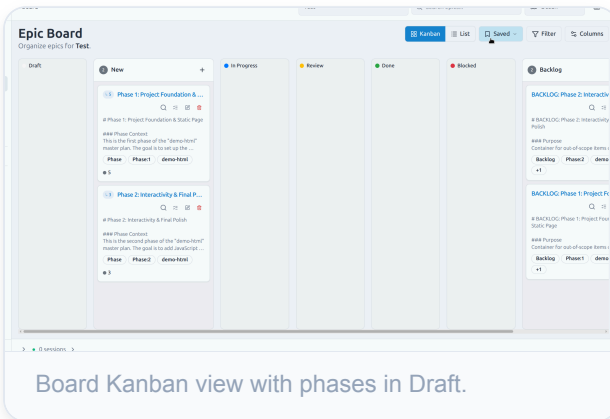 Epic Board
Organize epics for Test.
Kanban
List
Saved
Filter
Columns
Draft
New
+
In Progress
Review
Done
Blocked
Backlog
Phase 1: Project Foundation & ...
# Phase 1: Project Foundation & Static Page
### Phase Context
This is the first phase of the "demo-html"
master plan. The goal is to set up the ...
Phase Phase:1 demo-html
5
Phase 2: Interactivity & Final P...
# Phase 2: Interactivity & Final Polish
### Phase Context
This is the second phase of the "demo-html"
master plan. The goal is to add JavaScript ...
Phase Phase:2 demo-html
3
BACKLOG: Phase 2: Interactiv
# BACKLOG: Phase 2: Interactivity
Polish
### Purpose
Container for out-of-scope items
Backlog Phase:2 demo
+1
BACKLOG: Phase 1: Project Fo
# BACKLOG: Phase 1: Project Foun
Static Page
### Purpose
Container for out-of-scope items
Backlog Phase:1 demo
+1
0 sessions
Board Kanban view with phases in Draft.